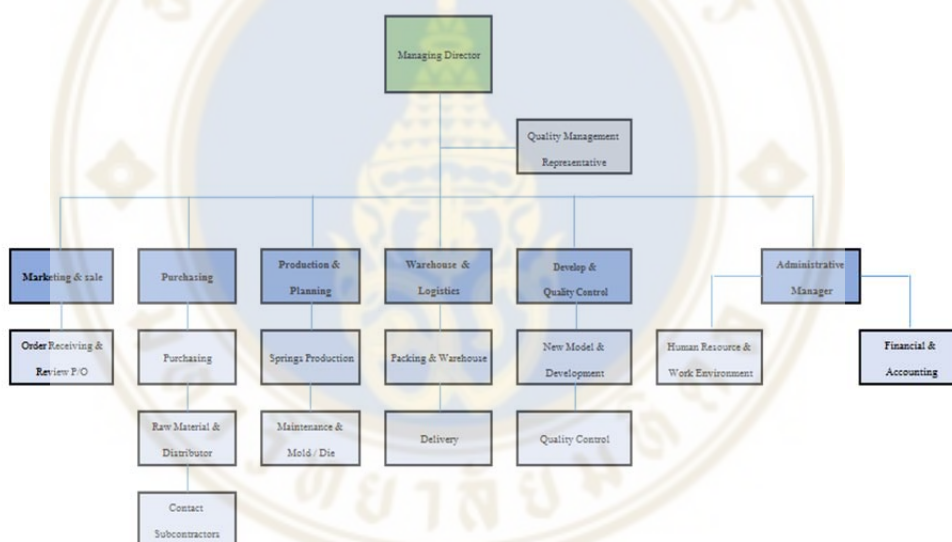 Managing Director
Quality Management
Representative
Marketing & sale
Purchasing
Production &
Planning
Warehouse &
Logistics
Develop &
Quality Control
Administrative
Manager
Order Receiving &
Review P/O
Purchasing
Springs Production
Packing & Warehouse
New Model &
Development
Human Resource &
Work Environment
Financial &
Accounting
Raw Material &
Distributor
Maintenance &
Mold / Die
Delivery
Quality Control
Contact
Subcontractors